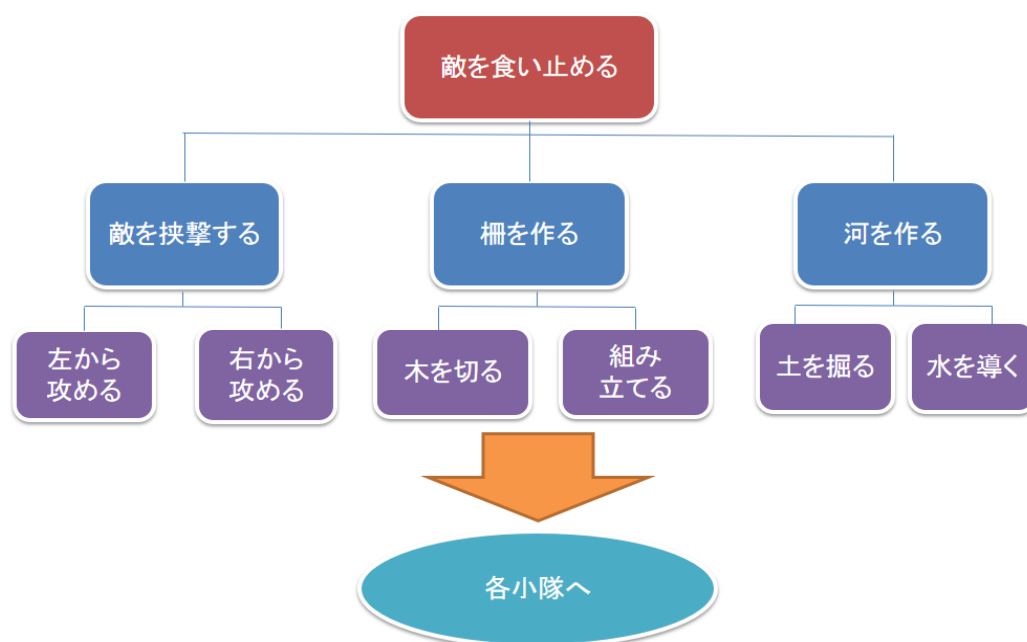 敵を食い止める
敵を挟撃する
柵を作る
河を作る
左から
攻める
右から
攻める
木を切る
組み
立てる
土を掘る
水を導く
各小隊へ